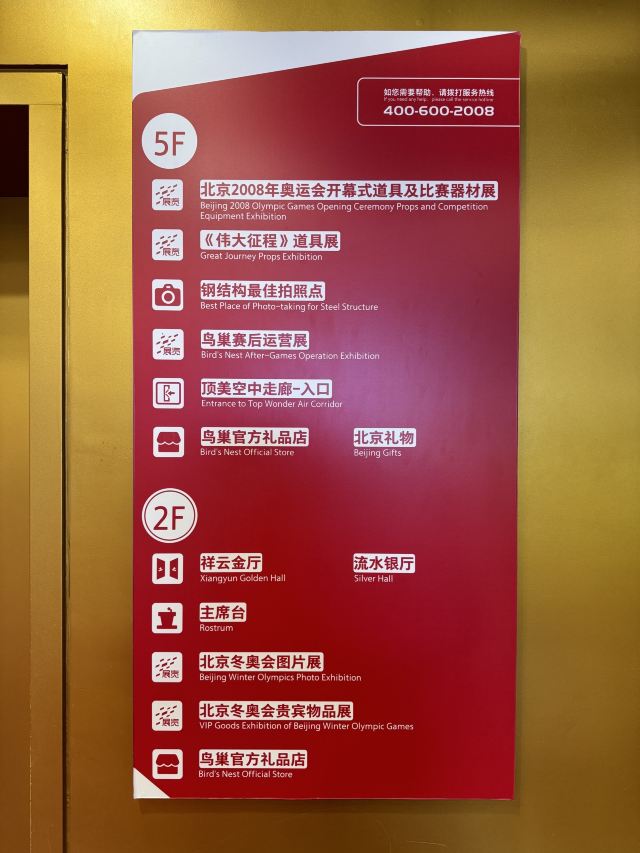 如您需要帮助，请拨打服务热线
If you need any help, please call the service hotline
400-600-2008
5F
展览
北京2008年奥运会开幕式道具及比赛器材展
Beijing 2008 Olympic Games Opening Ceremony Props and Competition
Equipment Exhibition
展览
《伟大征程》道具展
Great Journey Props Exhibition
钢结构最佳拍照点
Best Place of Photo-taking for Steel Structure
展览
鸟巢赛后运营展
Bird's Nest After-Games Operation Exhibition
顶美空中走廊-入口
Entrance to Top Wonder Air Corridor
鸟巢官方礼品店 北京礼物
Bird's Nest Official Store Beijing Gifts
2F
祥云金厅 流水银厅
Xiangyun Golden Hall Silver Hall
主席台
Rostrum
展览
北京冬奥会图片展
Beijing Winter Olympics Photo Exhibition
展览
北京冬奥会贵宾物品展
VIP Goods Exhibition of Beijing Winter Olympic Games
鸟巢官方礼品店
Bird's Nest Official Store